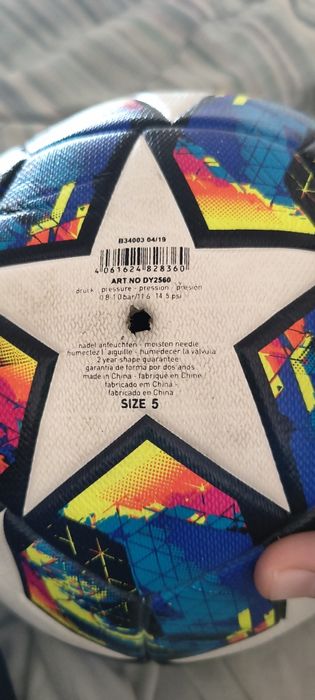 B34003 04/19
4 061624 828360
ART.NO DY2560
druck · pressure · pression · presión
0.8-1.0bar/11.6-14.5 psi
nadel anfeuchten - moisten needle
humectez l'aiguille - humedecer la válvula
2 year shape guarantee
garantía de forma por dos años
made in China - fabriqué en Chine /
fabricado em China -
fabricado en China
SIZE 5